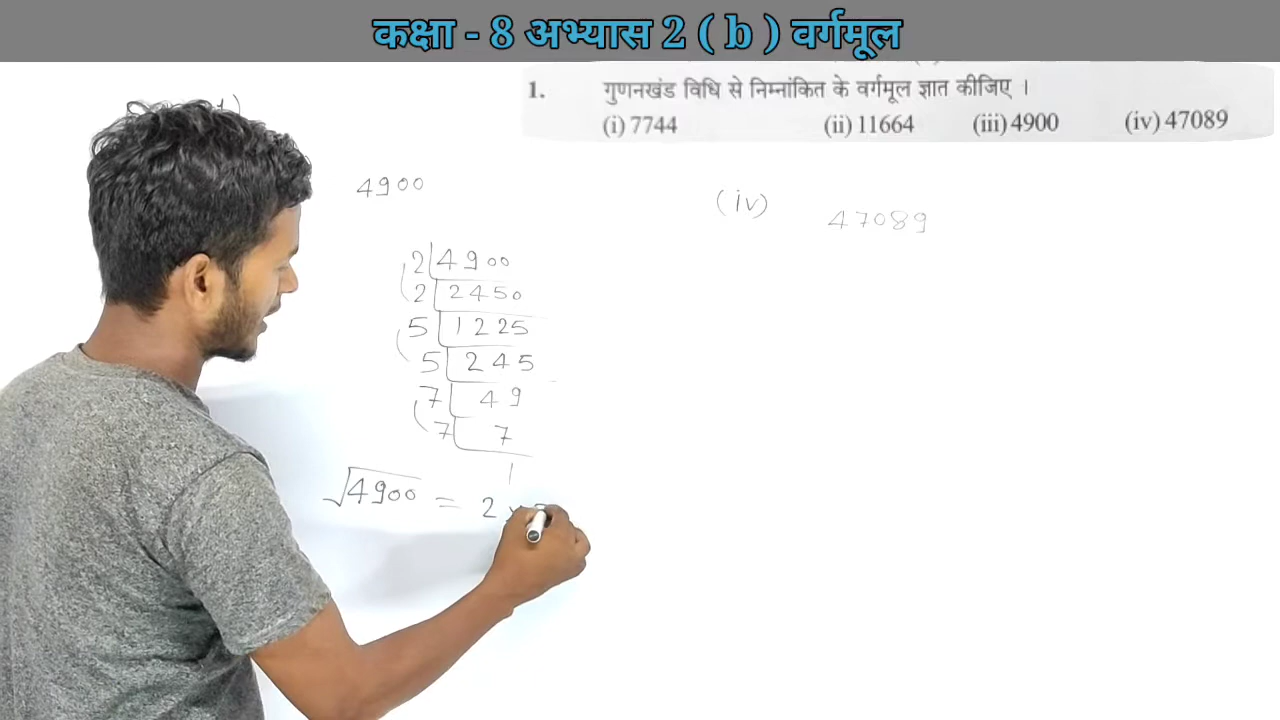 कक्षा - 8 अभ्यास 2 ( b ) वर्गमूल
1. गुणनखंड विधि से निम्नांकित के वर्गमूल ज्ञात कीजिए ।
(i) 7744 (ii) 11664 (iii) 4900 (iv) 47089
4900
2 4900
2 2450
5 1225
5 245
7 49
7 7
1
√4900 = 2 ×
(iv) 47089